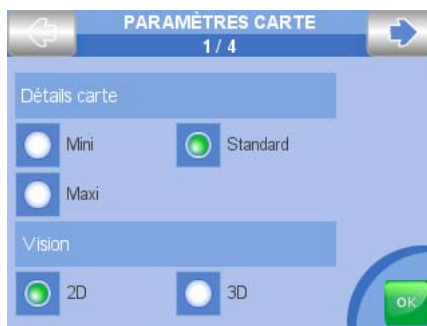 PARAMÈTRES CARTE
1 / 4
Détails carte
Mini Standard
Maxi
Vision
2D 3D
OK